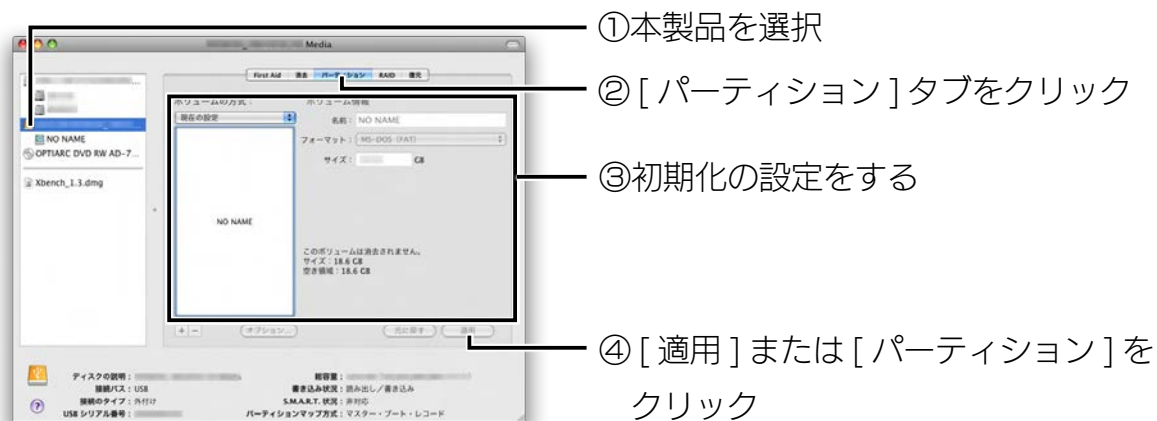 ①本製品を選択
Media
First Aid 消去 パーティション RAID 復元
②[ パーティション ]タブをクリック
ボリュームの方式：
ボリューム情報
現在の設定
名前： NO NAME
フォーマット： MS-DOS (FAT)
サイズ： GB
NO NAME
OPTIARC DVD RW AD-7...
Xbench_1.3.dmg
③初期化の設定をする
NO NAME
このボリュームは消去されません。
サイズ：18.6 GB
空き領域：18.6 GB
+ - オプション... 元に戻す 適用
④[ 適用 ]または[ パーティション ]を
クリック
ディスクの説明：
接続バス：USB
接続のタイプ：外付け
USB シリアル番号：
総容量：
書き込み状況：読み出し／書き込み
S.M.A.R.T. 状況：非対応
パーティションマップ方式：マスター・ブート・レコード